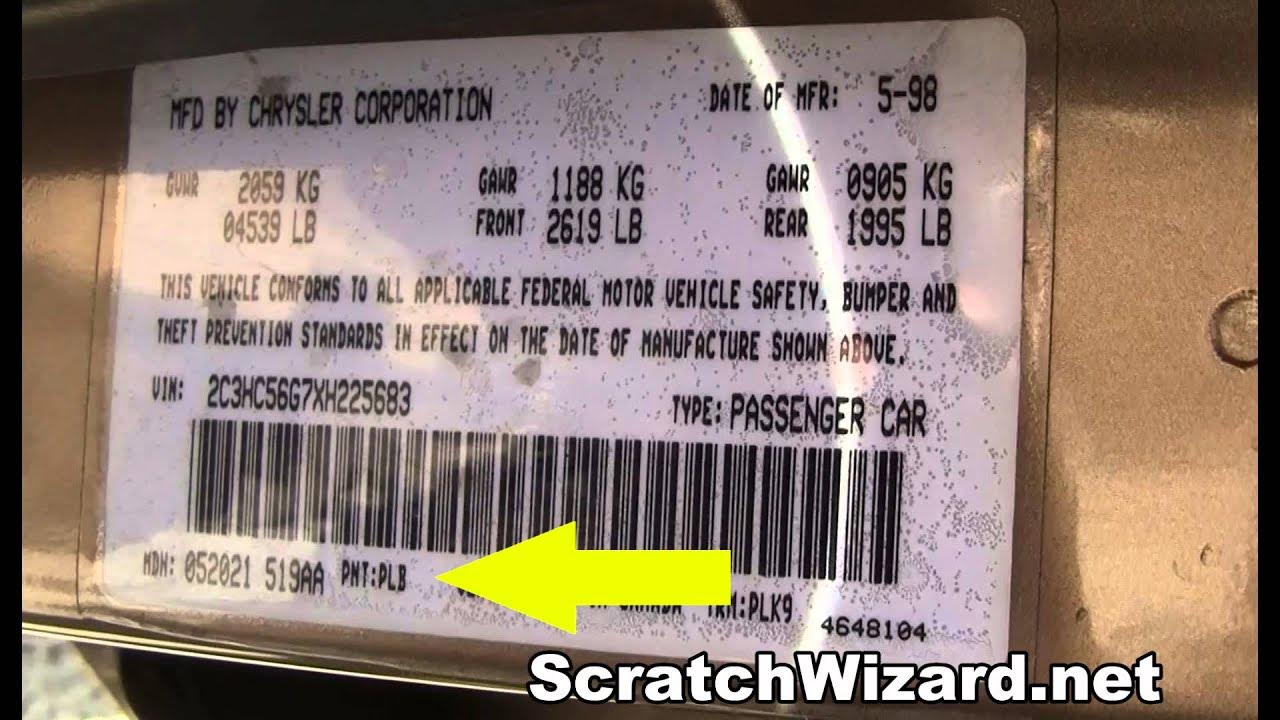 MFD BY CHRYSLER CORPORATION DATE OF MFR: 5-98
GVWR 2059 KG GAWR 1188 KG GAWR 0905 KG
04539 LB FRONT 2619 LB REAR 1995 LB
THIS VEHICLE CONFORMS TO ALL APPLICABLE FEDERAL MOTOR VEHICLE SAFETY, BUMPER AND
THEFT PREVENTION STANDARDS IN EFFECT ON THE DATE OF MANUFACTURE SHOWN ABOVE.
VIN: 2C3HC56G7XH225683 TYPE: PASSENGER CAR
MDH: 052021 519AA PNT:PLB CANADA TRM:PLK9
4648104
ScratchWizard.net